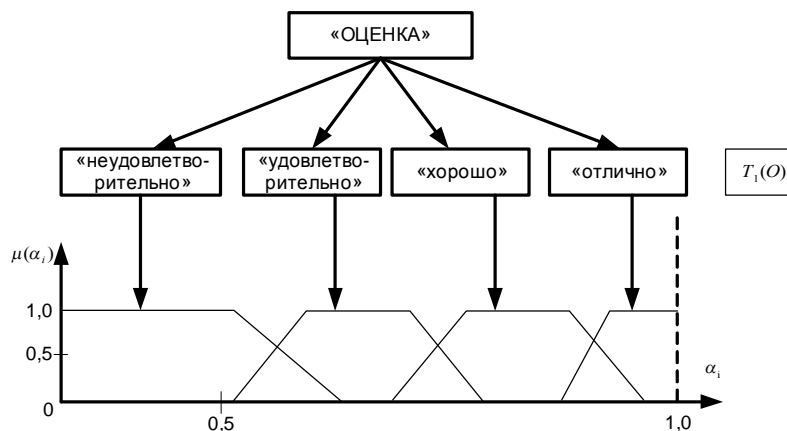 «ОЦЕНКА»
«неудовлетво-
рительно»
«удовлетво-
рительно»
«хорошо»
«отлично»
T₁(O)
μ(αᵢ)
1,0
0,5
0
0,5
1,0
αᵢ